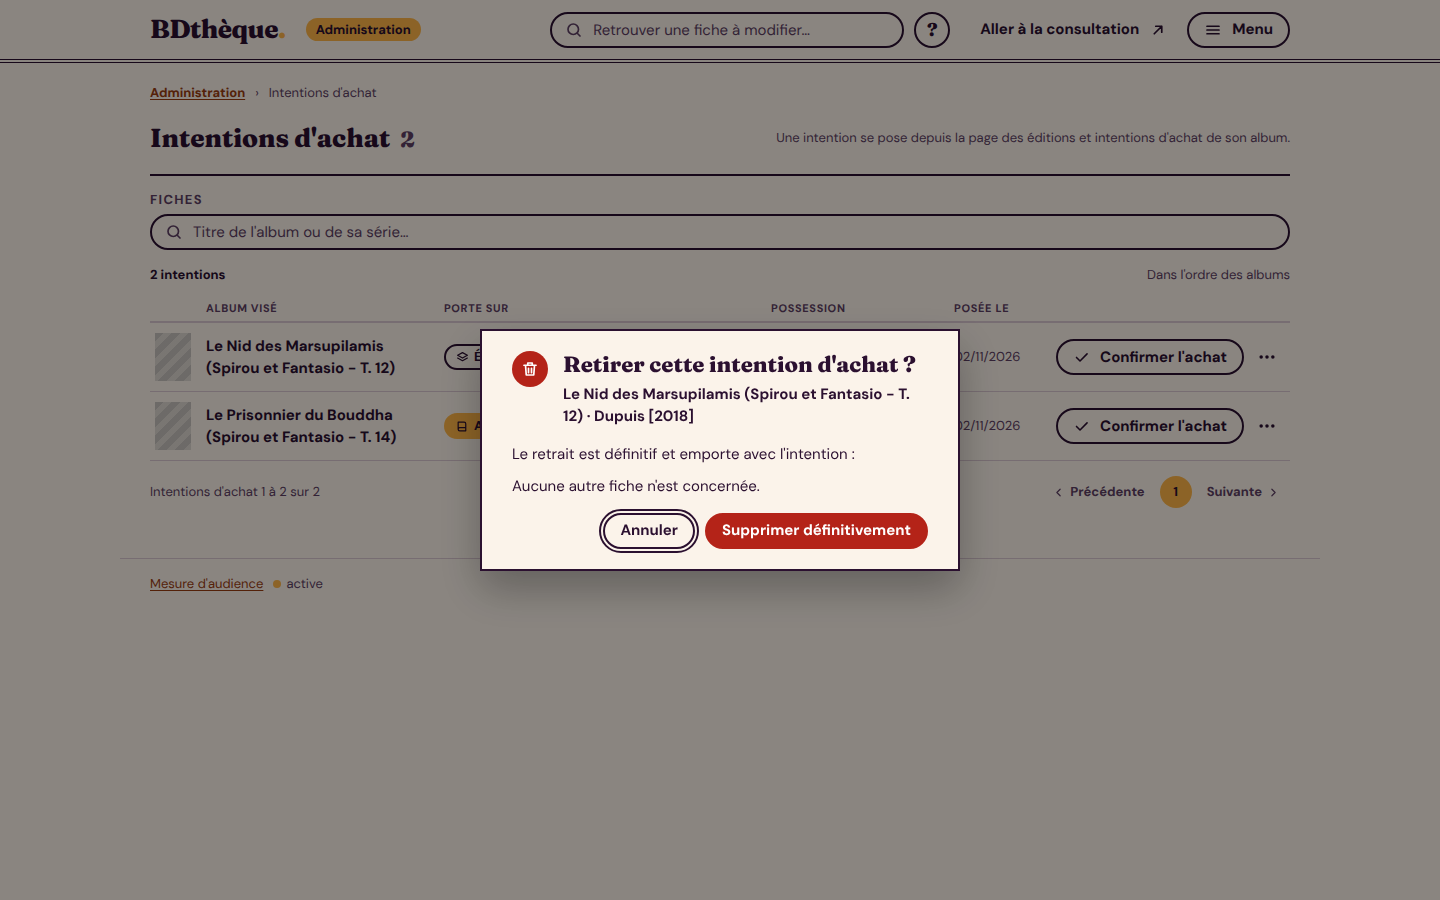 BDthèque.
Administration
Retrouver une fiche à modifier...
?
Aller à la consultation
Menu
Administration › Intentions d'achat
Intentions d'achat 2
Une intention se pose depuis la page des éditions et intentions d'achat de son album.
FICHES
Titre de l'album ou de sa série...
2 intentions
Dans l'ordre des albums
ALBUM VISÉ
PORTE SUR
POSSESSION
POSÉE LE
Le Nid des Marsupilamis
(Spirou et Fantasio - T. 12)
02/11/2026
Confirmer l'achat
Le Prisonnier du Bouddha
(Spirou et Fantasio - T. 14)
02/11/2026
Confirmer l'achat
Retirer cette intention d'achat ?
Le Nid des Marsupilamis (Spirou et Fantasio - T.
12) · Dupuis [2018]
Le retrait est définitif et emporte avec l'intention :
Aucune autre fiche n'est concernée.
Annuler
Supprimer définitivement
Intentions d'achat 1 à 2 sur 2
‹ Précédente
1
Suivante ›
Mesure d'audience
active